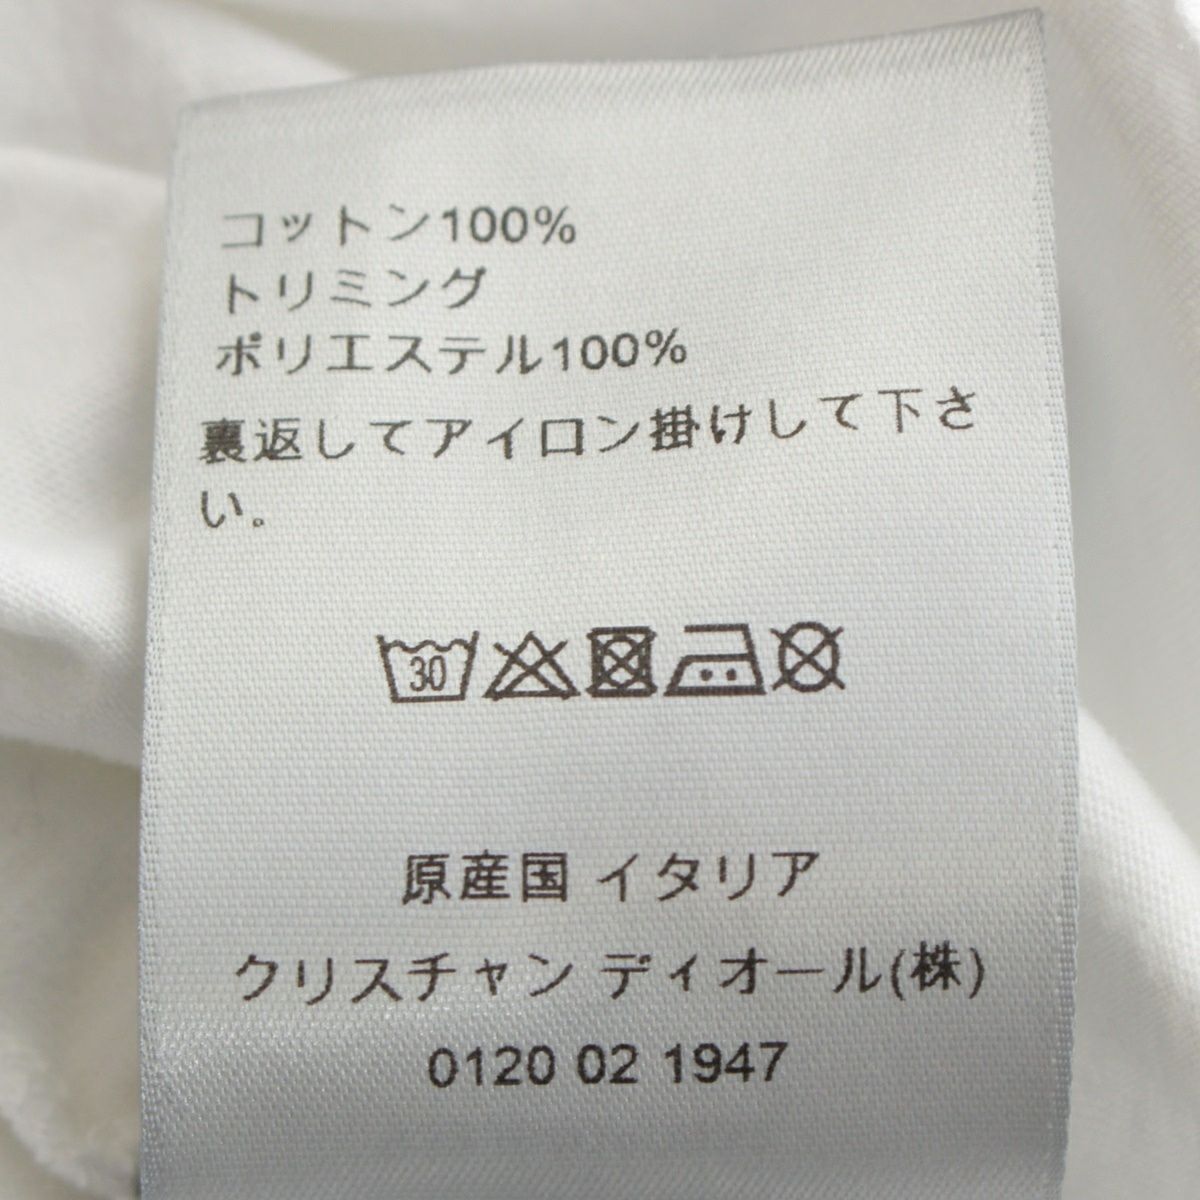 コットン100%
トリミング
ポリエステル100%
裏返してアイロン掛けして下さ
い。
30
原産国 イタリア
クリスチャン ディオール(株)
0120 02 1947